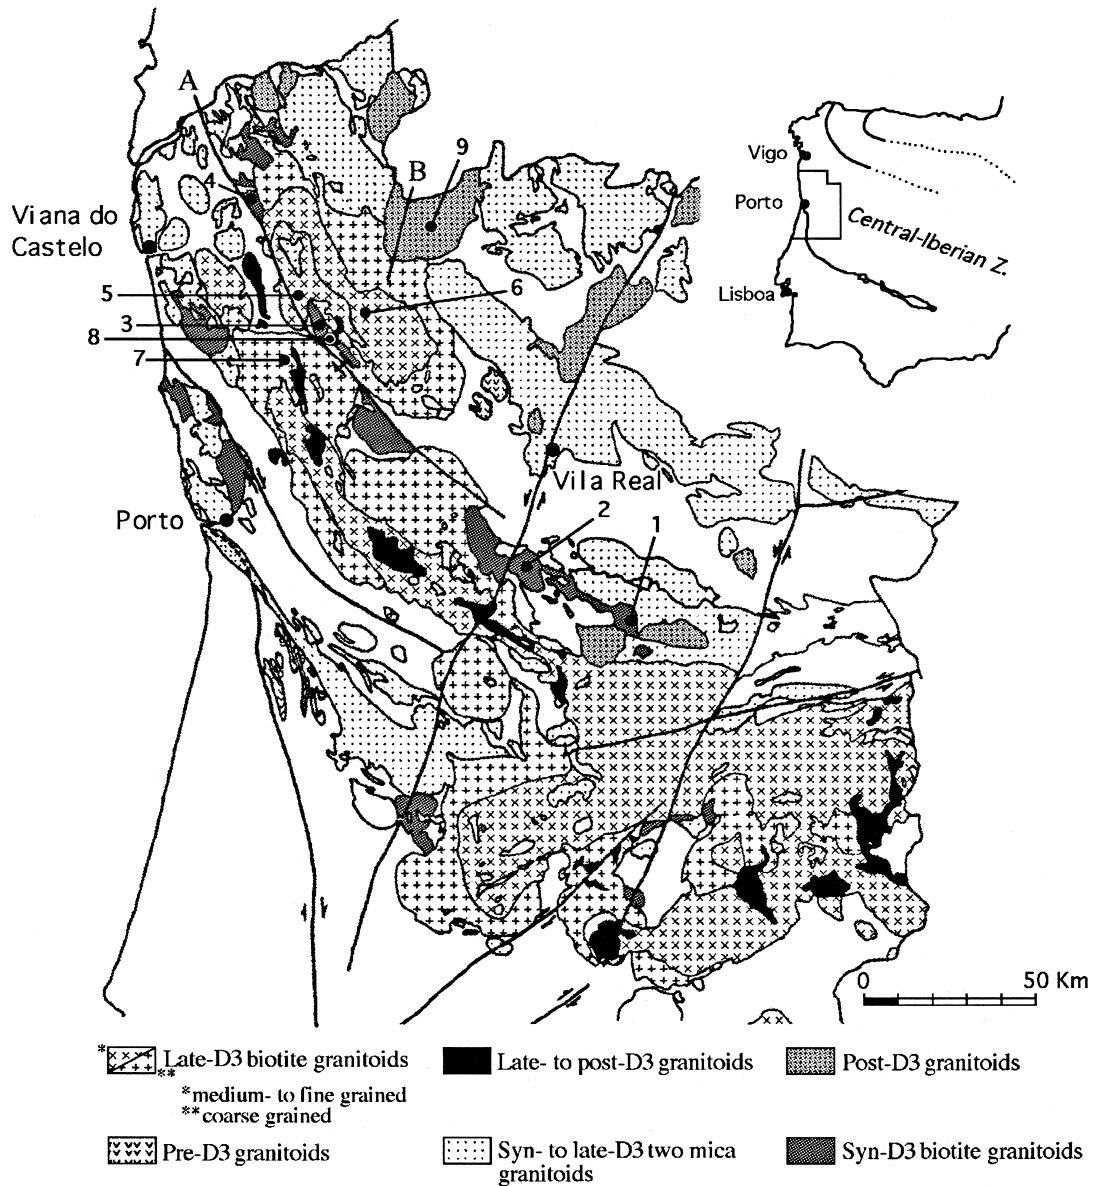 A
9
B
4
Viana do
Castelo
5
6
3
8
7
Vila Real
Porto
2
1
Vigo
Porto
Central-Iberian Z.
Lisboa
0 50 Km
* Late-D3 biotite granitoids
**
*medium- to fine grained
**coarse grained
Late- to post-D3 granitoids
Post-D3 granitoids
Pre-D3 granitoids
Syn- to late-D3 two mica
granitoids
Syn-D3 biotite granitoids